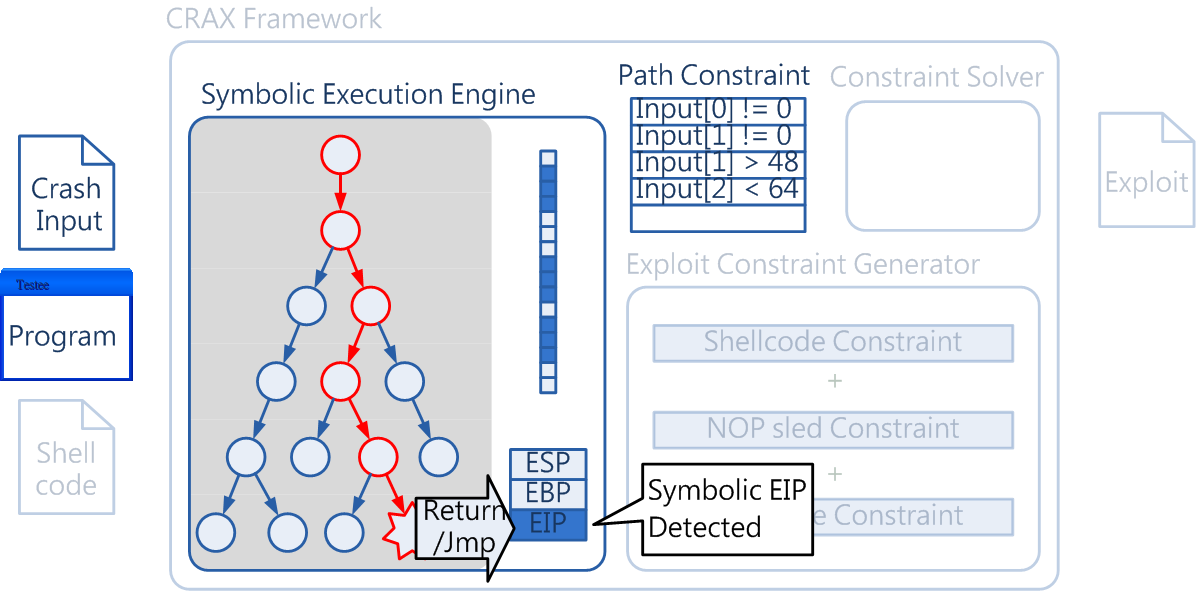 CRAX Framework
Symbolic Execution Engine
Path Constraint
Input[0] != 0
Input[1] != 0
Input[1] > 48
Input[2] < 64
Constraint Solver
Crash
Input
Testee
Program
Shell
code
Exploit
Exploit Constraint Generator
Shellcode Constraint
+
NOP sled Constraint
+
Constraint
ESP
EBP
EIP
Return
/Jmp
Symbolic EIP
Detected